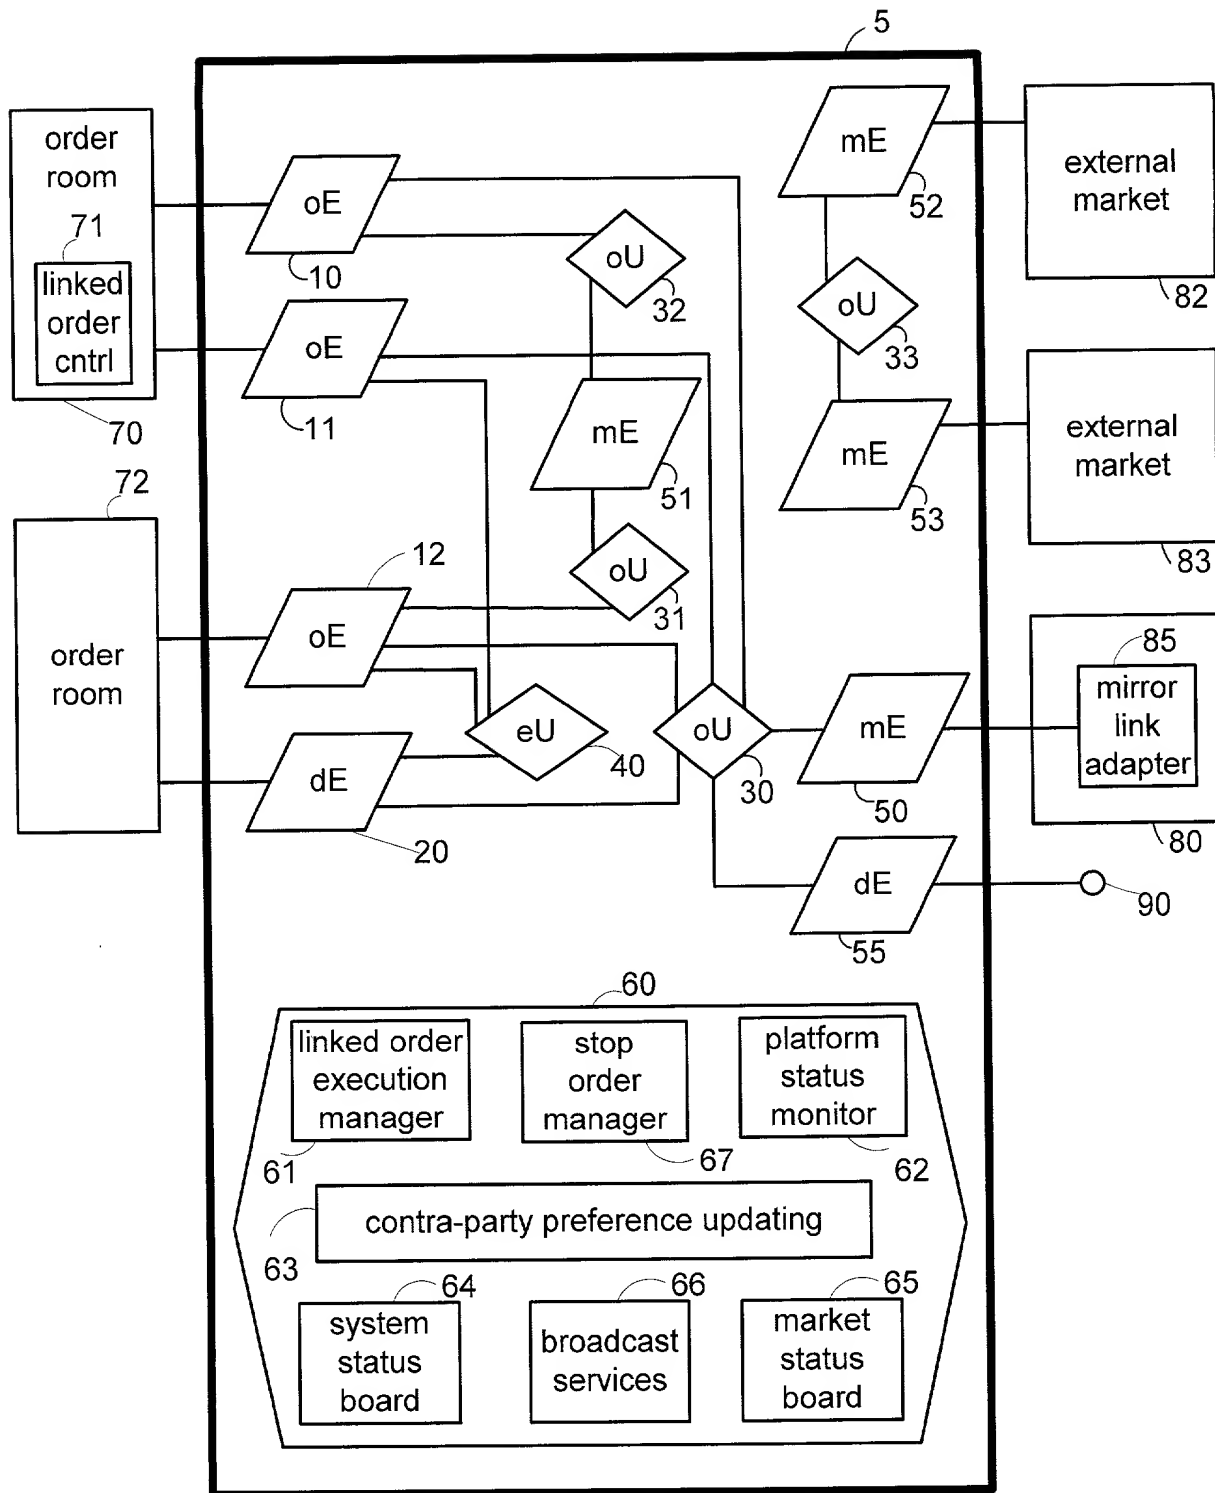 5
order
room
71
linked
order
cntrl
70
oE
10
oE
11
oU
32
mE
51
oU
31
mE
52
oU
33
mE
53
external
market
82
external
market
83
72
order
room
12
oE
dE
20
eU
40
oU
30
mE
50
85
mirror
link
adapter
80
dE
55
90
60
linked order
execution
manager
61
stop
order
manager
67
platform
status
monitor
62
contra-party preference updating
63
64
system
status
board
66
broadcast
services
65
market
status
board